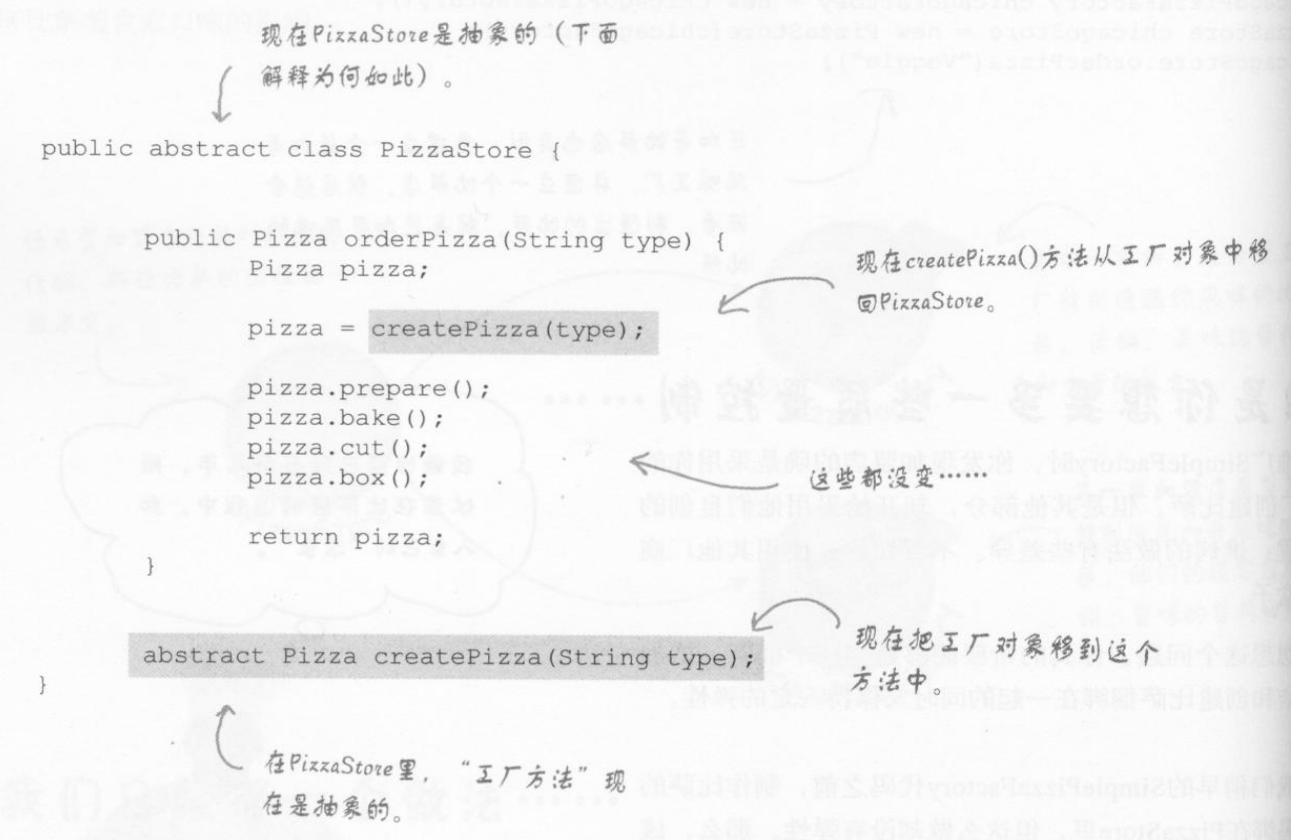 现在PizzaStore是抽象的（下面
解释为何如此）。
public abstract class PizzaStore {
public Pizza orderPizza(String type) {
Pizza pizza;
现在createPizza()方法从工厂对象中移
回PizzaStore。
pizza = createPizza(type);
pizza.prepare();
pizza.bake();
pizza.cut();
pizza.box();
这些都没变……
return pizza;
}
abstract Pizza createPizza(String type);
现在把工厂对象移到这个
方法中。
}
在PizzaStore里，“工厂方法”现
在是抽象的。